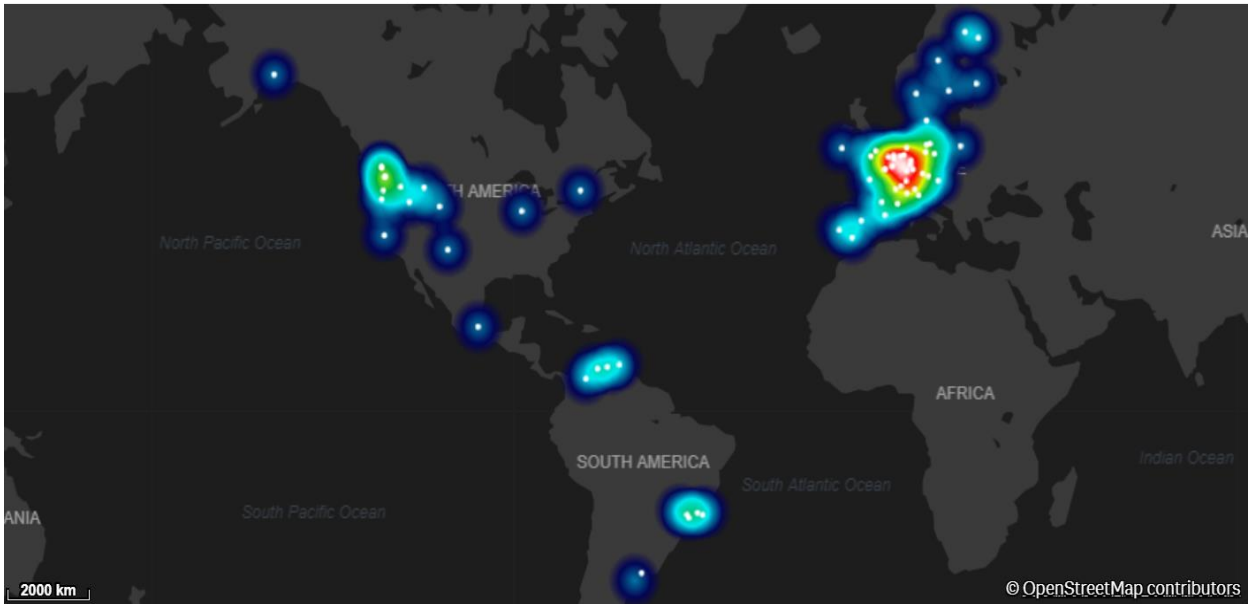 TH AMERICA
North Pacific Ocean
North Atlantic Ocean
ASIA
AFRICA
SOUTH AMERICA
Indian Ocean
South Atlantic Ocean
South Pacific Ocean
ANIA
2000 km
© OpenStreetMap contributors